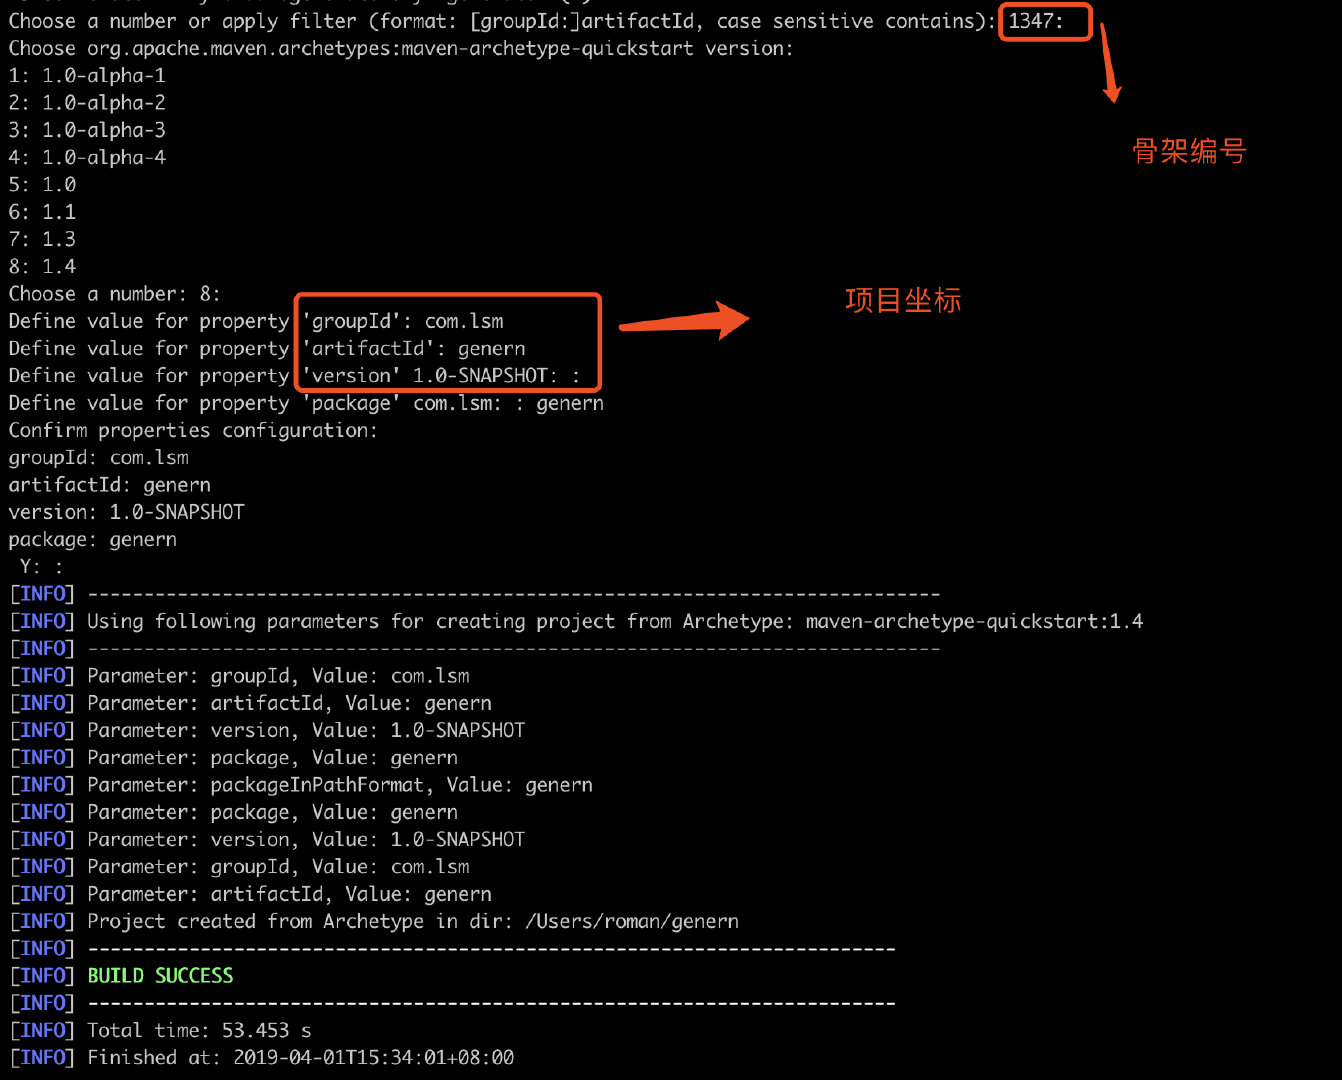 Choose a number or apply filter (format: [groupId:]artifactId, case sensitive contains): 1347:
Choose org.apache.maven.archetypes:maven-archetype-quickstart version:
1: 1.0-alpha-1
2: 1.0-alpha-2
3: 1.0-alpha-3
骨架编号
4: 1.0-alpha-4
5: 1.0
6: 1.1
7: 1.3
8: 1.4
Choose a number: 8:
项目坐标
Define value for property 'groupId': com.lsm
Define value for property 'artifactId': genern
Define value for property 'version' 1.0-SNAPSHOT: :
Define value for property 'package' com.lsm: : genern
Confirm properties configuration:
groupId: com.lsm
artifactId: genern
version: 1.0-SNAPSHOT
package: genern
Y: :
[INFO] ----------------------------------------------------------------------------
[INFO] Using following parameters for creating project from Archetype: maven-archetype-quickstart:1.4
[INFO] ----------------------------------------------------------------------------
[INFO] Parameter: groupId, Value: com.lsm
[INFO] Parameter: artifactId, Value: genern
[INFO] Parameter: version, Value: 1.0-SNAPSHOT
[INFO] Parameter: package, Value: genern
[INFO] Parameter: packageInPathFormat, Value: genern
[INFO] Parameter: package, Value: genern
[INFO] Parameter: version, Value: 1.0-SNAPSHOT
[INFO] Parameter: groupId, Value: com.lsm
[INFO] Parameter: artifactId, Value: genern
[INFO] Project created from Archetype in dir: /Users/roman/genern
[INFO] ------------------------------------------------------------------------
[INFO] BUILD SUCCESS
[INFO] ------------------------------------------------------------------------
[INFO] Total time: 53.453 s
[INFO] Finished at: 2019-04-01T15:34:01+08:00